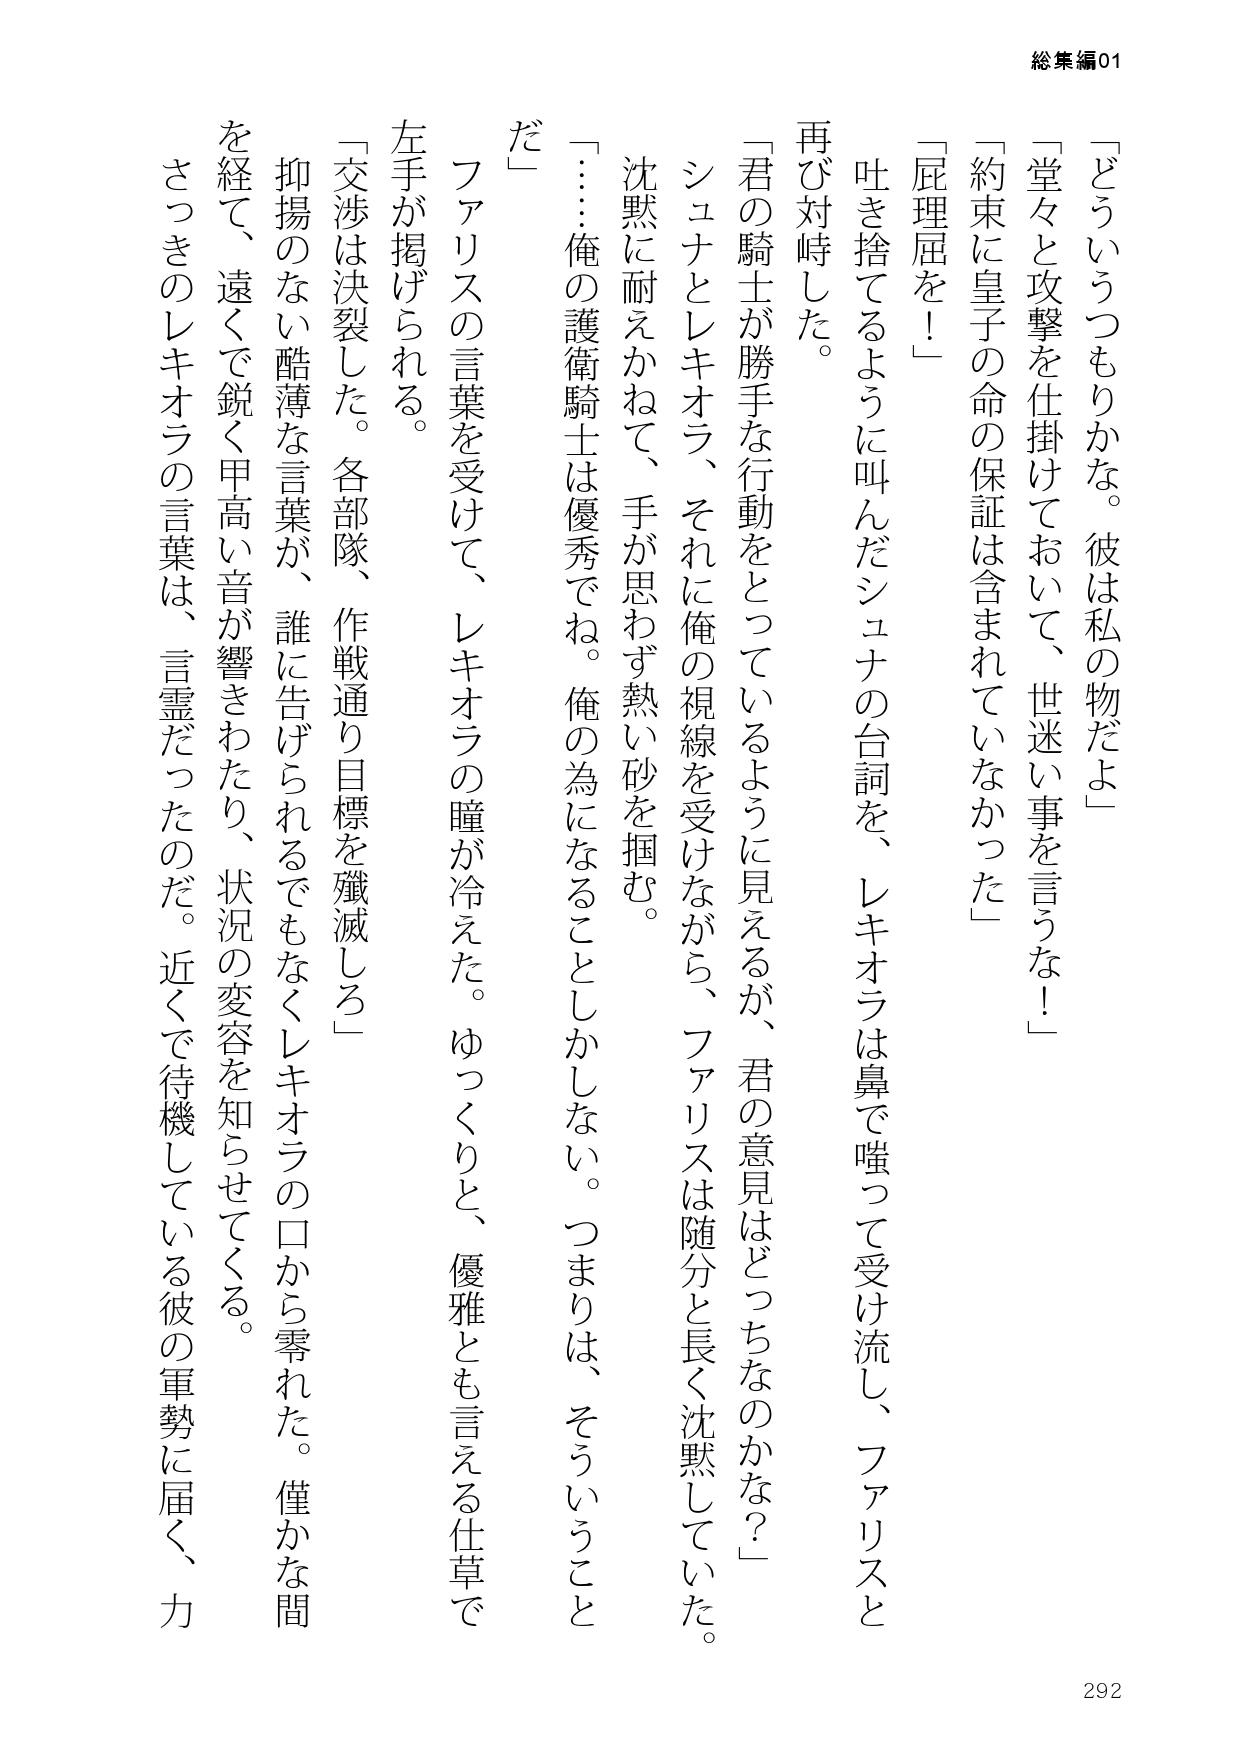 総集編01
「どういうつもりかな。彼は私の物だよ」
「堂々と攻撃を仕掛けておいて、世迷い事を言うな！」
「約束に皇子の命の保証は含まれていなかった」
「屁理屈を！」
吐き捨てるように叫んだシュナの台詞を、レキオラは鼻で嗤って受け流し、ファリスと
再び対峙した。
「君の騎士が勝手な行動をとっているように見えるが、君の意見はどっちなのかな？」
シュナとレキオラ、それに俺の視線を受けながら、ファリスは随分と長く沈黙していた。
沈黙に耐えかねて、手が思わず熱い砂を掴む。
「……俺の護衛騎士は優秀でね。俺の為になることしかしない。つまりは、そういうこと
だ」
ファリスの言葉を受けて、レキオラの瞳が冷えた。ゆっくりと、優雅とも言える仕草で
左手が掲げられる。
「交渉は決裂した。各部隊、作戦通り目標を殲滅しろ」
抑揚のない酷薄な言葉が、誰に告げられるでもなくレキオラの口から零れた。僅かな間
を経て、遠くで鋭く甲高い音が響きわたり、状況の変容を知らせてくる。
さっきのレキオラの言葉は、言霊だったのだ。近くで待機している彼の軍勢に届く、力
292